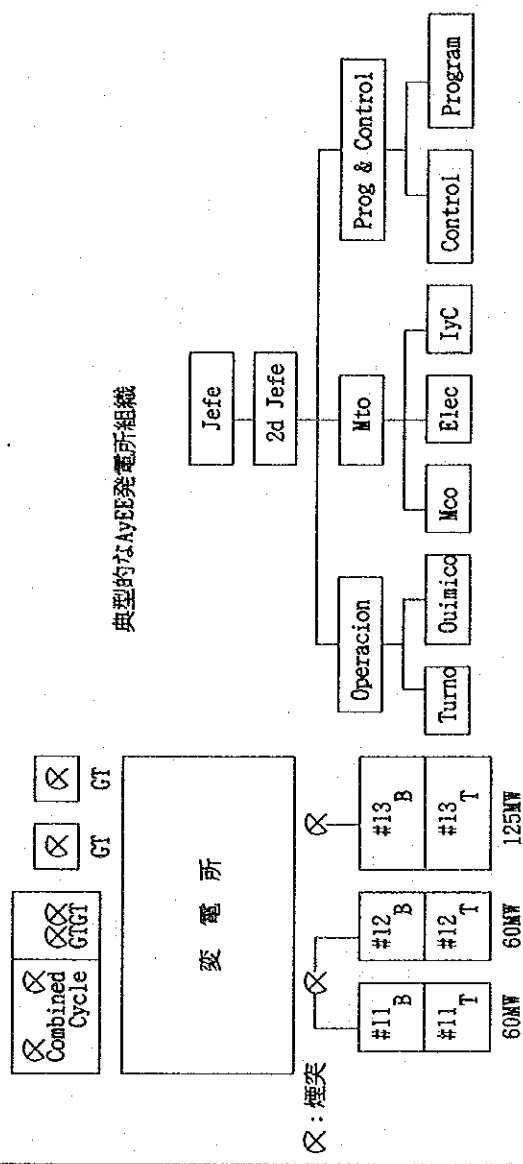 Combined
Cycle
GTGT
GT
GT
変電所
⊗:煙突
#11
B
#12
B
#13
B
#11
T
#12
T
#13
T
60MW
60MW
125MW
典型的なAyEE発電所組織
Jefe
2d Jefe
Operacion
Mto
Prog & Control
Turno
Ouimico
Mco
Elec
IyC
Control
Program